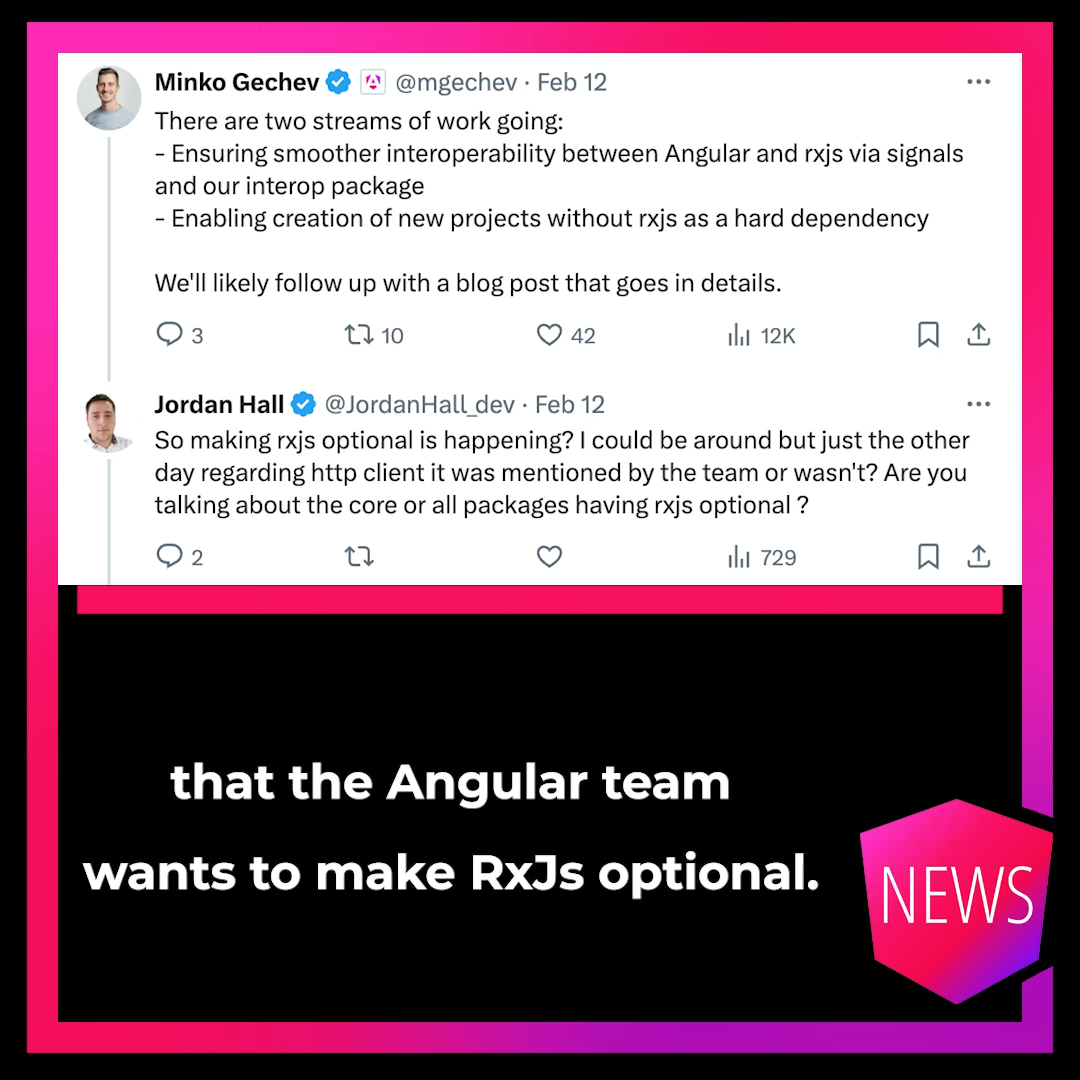 Minko Gechev @mgechev · Feb 12
There are two streams of work going:
- Ensuring smoother interoperability between Angular and rxjs via signals
and our interop package
- Enabling creation of new projects without rxjs as a hard dependency
We'll likely follow up with a blog post that goes in details.
3 10 42 12K
Jordan Hall @JordanHall_dev · Feb 12
So making rxjs optional is happening? I could be around but just the other
day regarding http client it was mentioned by the team or wasn't? Are you
talking about the core or all packages having rxjs optional ?
2 729
that the Angular team
wants to make RxJs optional.
NEWS